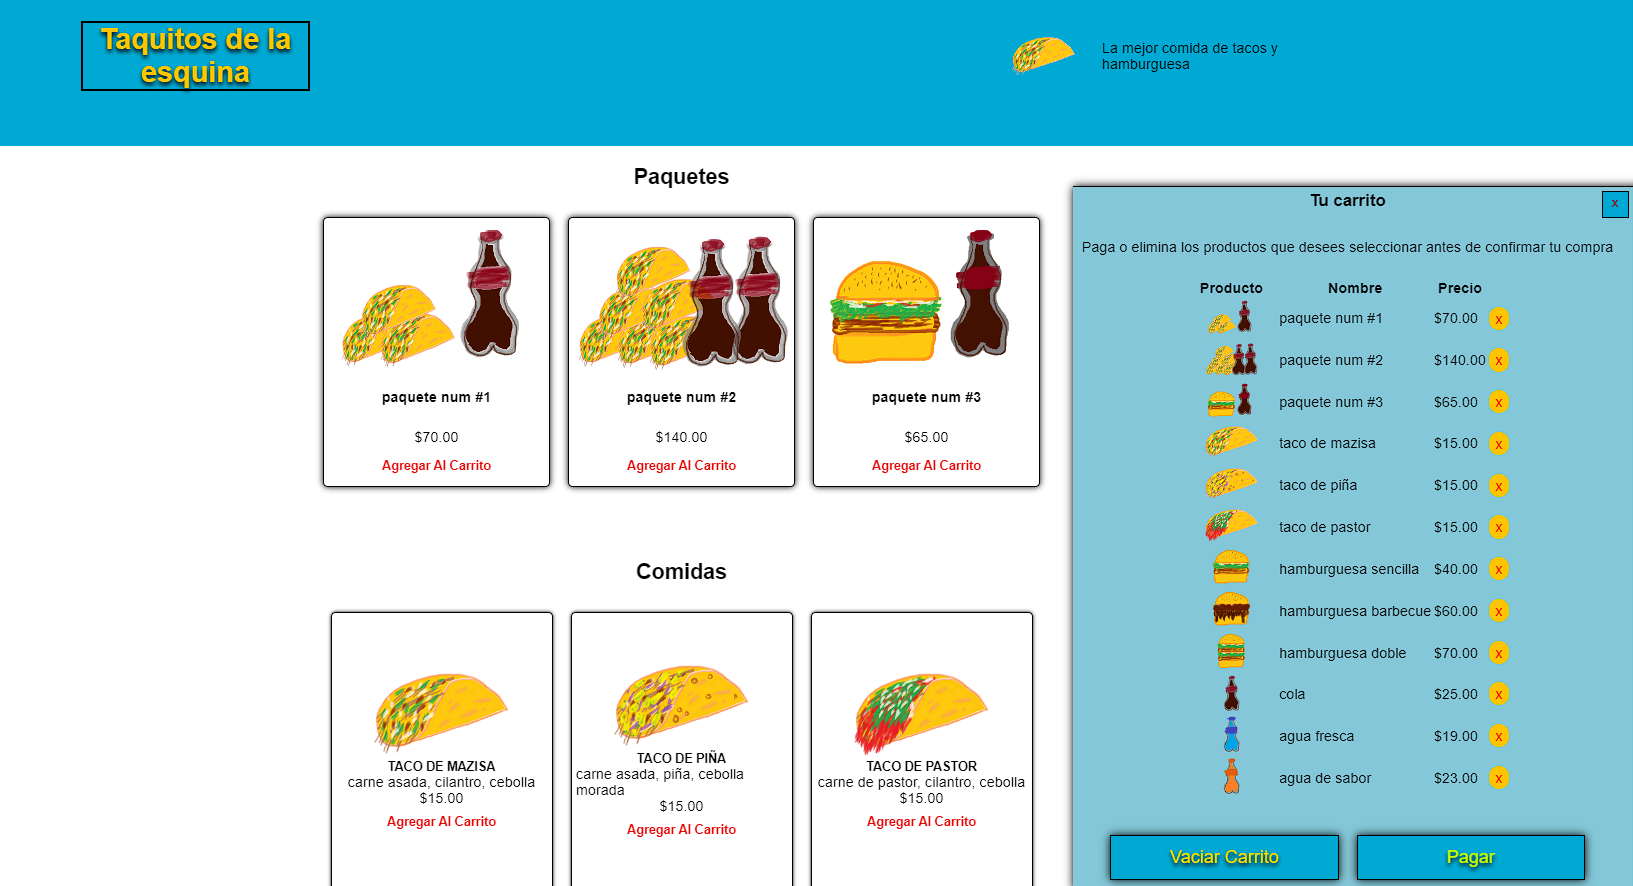 Taquitos de la
esquina
La mejor comida de tacos y
hamburguesa
Paquetes
paquete num #1
$70.00
Agregar Al Carrito
paquete num #2
$140.00
Agregar Al Carrito
paquete num #3
$65.00
Agregar Al Carrito
Comidas
TACO DE MAZISA
carne asada, cilantro, cebolla
$15.00
Agregar Al Carrito
TACO DE PIÑA
carne asada, piña, cebolla
morada
$15.00
Agregar Al Carrito
TACO DE PASTOR
carne de pastor, cilantro, cebolla
$15.00
Agregar Al Carrito
Tu carrito
x
Paga o elimina los productos que desees seleccionar antes de confirmar tu compra
Producto Nombre Precio
paquete num #1 $70.00 x
paquete num #2 $140.00 x
paquete num #3 $65.00 x
taco de mazisa $15.00 x
taco de piña $15.00 x
taco de pastor $15.00 x
hamburguesa sencilla $40.00 x
hamburguesa barbecue $60.00 x
hamburguesa doble $70.00 x
cola $25.00 x
agua fresca $19.00 x
agua de sabor $23.00 x
Vaciar Carrito
Pagar